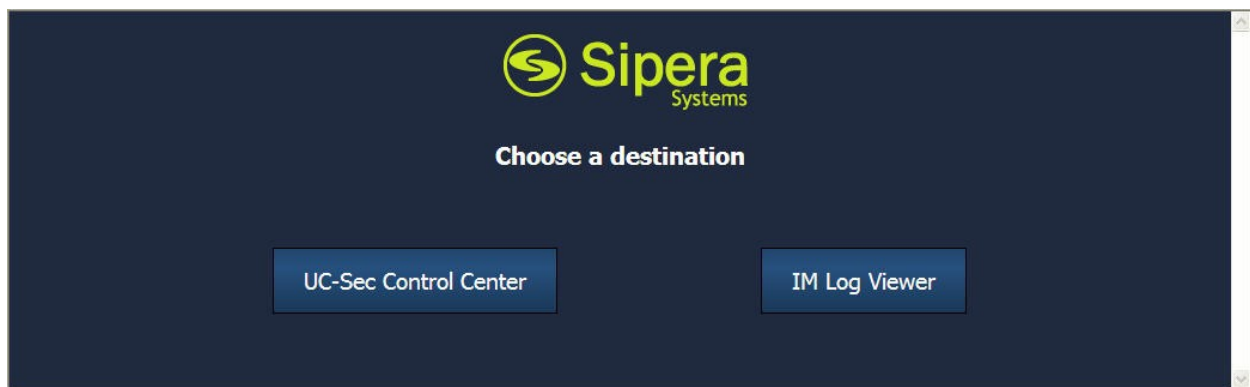 Sipera
Systems
Choose a destination
UC-Sec Control Center
IM Log Viewer